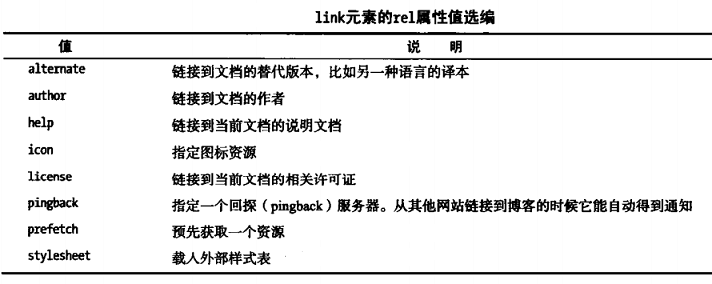 link元素的rel属性值选编
值 说 明
alternate 链接到文档的替代版本，比如另一种语言的译本
author 链接到文档的作者
help 链接到当前文档的说明文档
icon 指定图标资源
license 链接到当前文档的相关许可证
pingback 指定一个回探（pingback）服务器。从其他网站链接到博客的时候它能自动得到通知
prefetch 预先获取一个资源
stylesheet 载人外部样式表